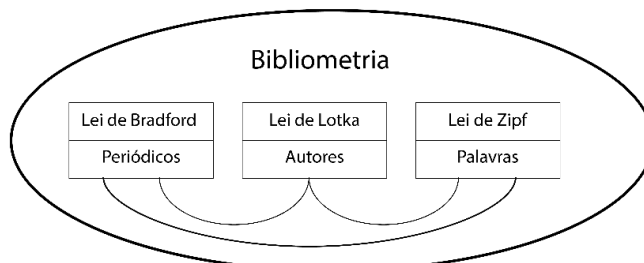 Bibliometria
Lei de Bradford
Periódicos
Lei de Lotka
Autores
Lei de Zipf
Palavras